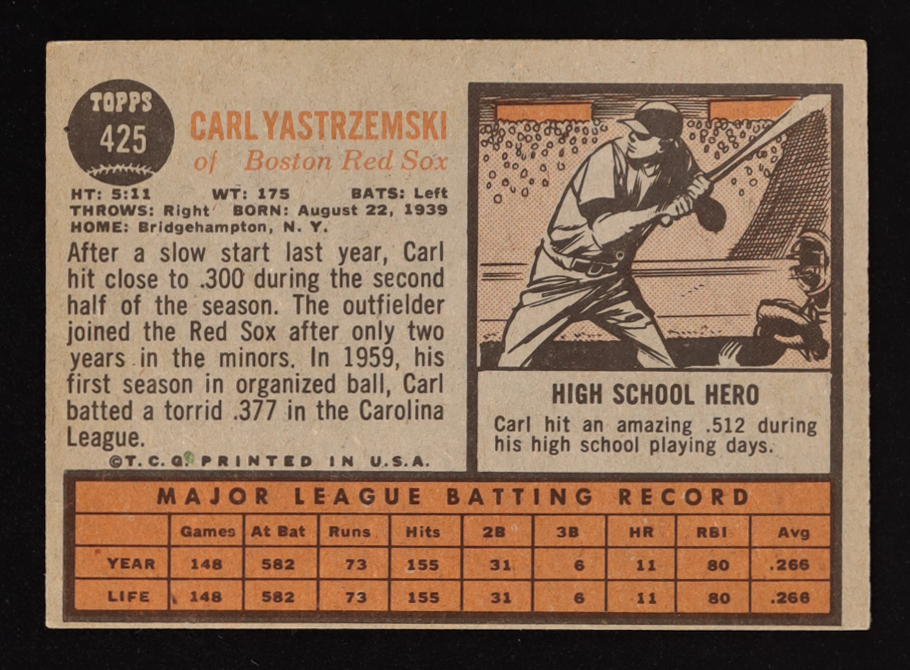 TOPPS
425
CARL YASTRZEMSKI
of Boston Red Sox
HT: 5:11 WT: 175 BATS: Left
THROWS: Right BORN: August 22, 1939
HOME: Bridgehampton, N. Y.
After a slow start last year, Carl
hit close to .300 during the second
half of the season. The outfielder
joined the Red Sox after only two
years in the minors. In 1959, his
first season in organized ball, Carl
batted a torrid .377 in the Carolina
League.
©T. C. G. PRINTED IN U.S.A.
HIGH SCHOOL HERO
Carl hit an amazing .512 during
his high school playing days.
MAJOR LEAGUE BATTING RECORD
Games At Bat Runs Hits 2B 3B HR RBI Avg
YEAR 148 582 73 155 31 6 11 80 .266
LIFE 148 582 73 155 31 6 11 80 .266